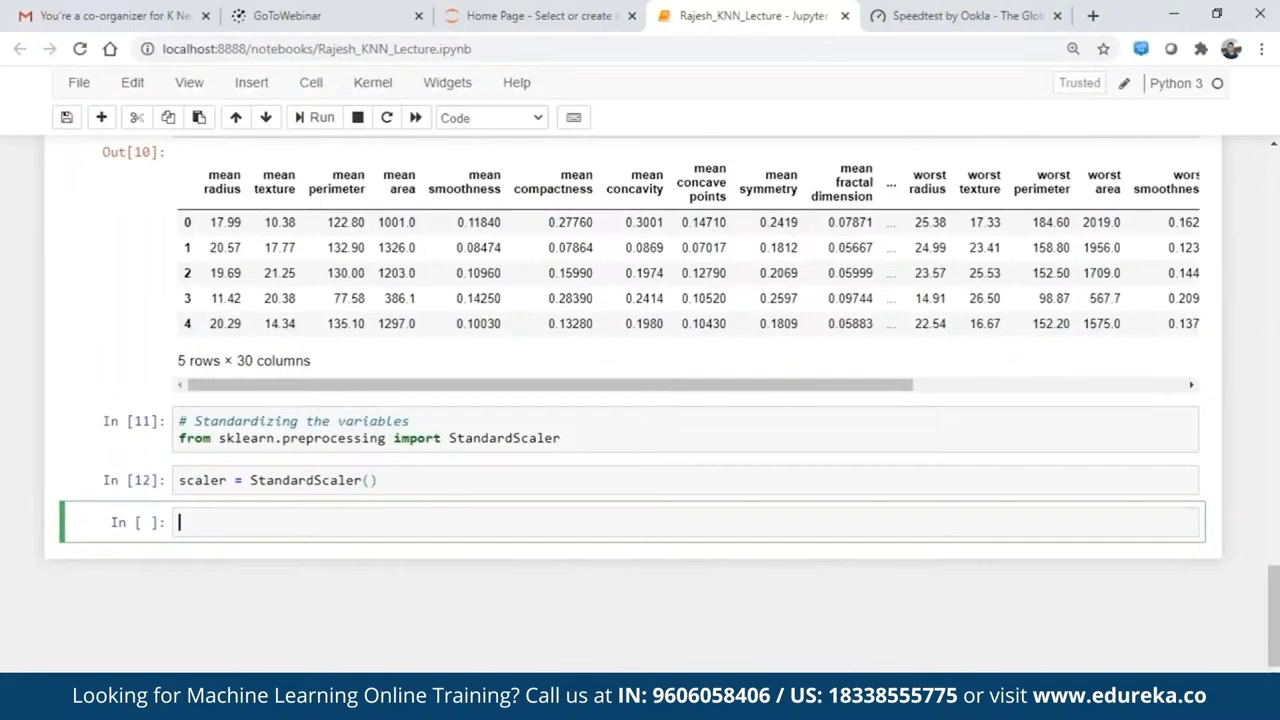 You're a co-organizer for K Ne
GoToWebinar
Home Page - Select or create
Rajesh_KNN_Lecture - Jupyter
Speedtest by Ookla - The Glo
localhost:8888/notebooks/Rajesh_KNN_Lecture.ipynb
File Edit View Insert Cell Kernel Widgets Help Trusted Python 3
Run Code
Out[10]:
mean radius mean texture mean perimeter mean area mean smoothness mean compactness mean concavity mean concave points mean symmetry mean fractal dimension ... worst radius worst texture worst perimeter worst area wors smoothnes
0 17.99 10.38 122.80 1001.0 0.11840 0.27760 0.3001 0.14710 0.2419 0.07871 ... 25.38 17.33 184.60 2019.0 0.162
1 20.57 17.77 132.90 1326.0 0.08474 0.07864 0.0869 0.07017 0.1812 0.05667 ... 24.99 23.41 158.80 1956.0 0.123
2 19.69 21.25 130.00 1203.0 0.10960 0.15990 0.1974 0.12790 0.2069 0.05999 ... 23.57 25.53 152.50 1709.0 0.144
3 11.42 20.38 77.58 386.1 0.14250 0.28390 0.2414 0.10520 0.2597 0.09744 ... 14.91 26.50 98.87 567.7 0.209
4 20.29 14.34 135.10 1297.0 0.10030 0.13280 0.1980 0.10430 0.1809 0.05883 ... 22.54 16.67 152.20 1575.0 0.137
5 rows × 30 columns
In [11]: # Standardizing the variables
from sklearn.preprocessing import StandardScaler
In [12]: scaler = StandardScaler()
In [ ]:
Looking for Machine Learning Online Training? Call us at IN: 9606058406 / US: 18338555775 or visit www.edureka.co